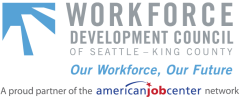 WORKFORCE
DEVELOPMENT COUNCIL
OF SEATTLE – KING COUNTY
Our Workforce, Our Future
A proud partner of the americanjobcenter network